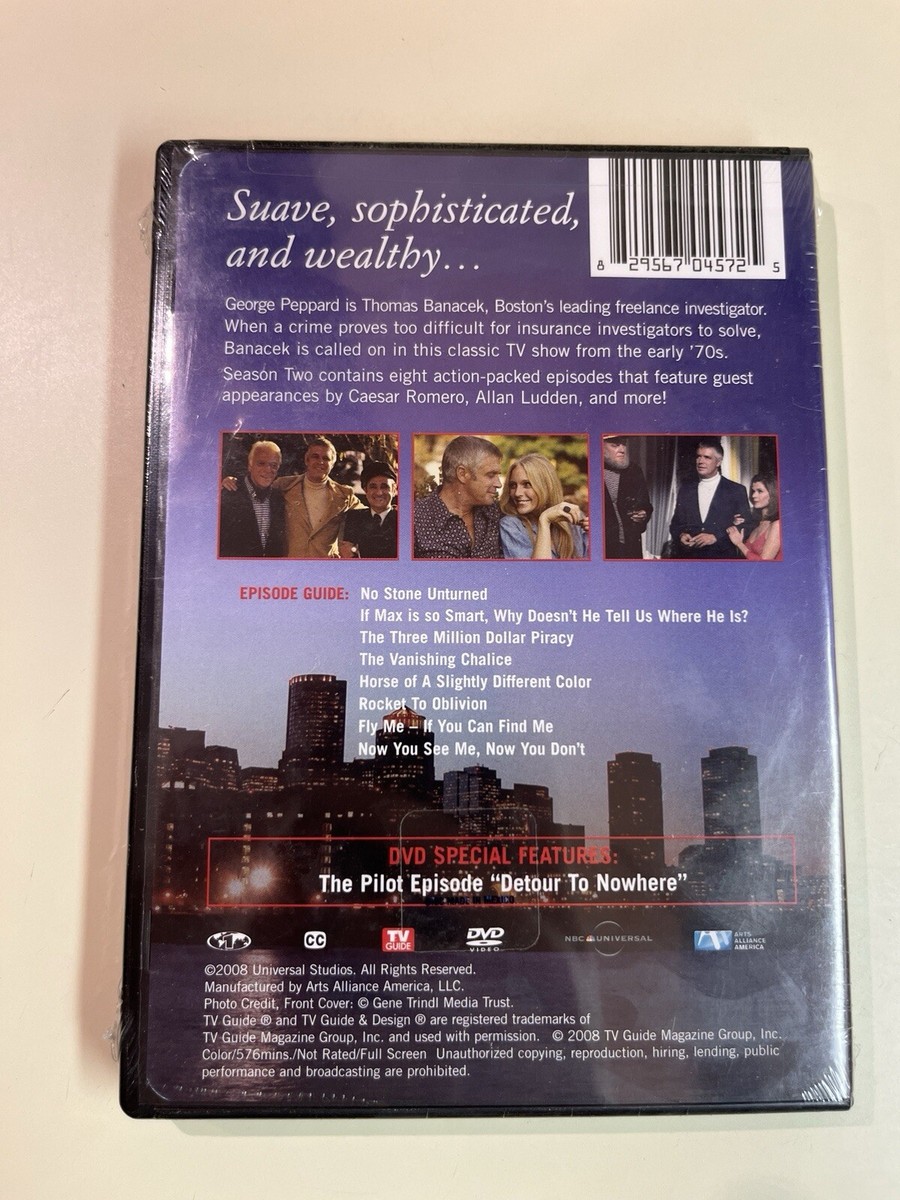 Suave, sophisticated,
and wealthy...
8 29567 04572 5
George Peppard is Thomas Banacek, Boston's leading freelance investigator.
When a crime proves too difficult for insurance investigators to solve,
Banacek is called on in this classic TV show from the early '70s.
Season Two contains eight action-packed episodes that feature guest
appearances by Caesar Romero, Allan Ludden, and more!
EPISODE GUIDE: No Stone Unturned
If Max is so Smart, Why Doesn't He Tell Us Where He Is?
The Three Million Dollar Piracy
The Vanishing Chalice
Horse of A Slightly Different Color
Rocket To Oblivion
Fly Me – If You Can Find Me
Now You See Me, Now You Don't
DVD SPECIAL FEATURES:
The Pilot Episode "Detour To Nowhere"
MADE IN MEXICO
CC
TV GUIDE
DVD VIDEO
NBC UNIVERSAL
ARTS ALLIANCE AMERICA
©2008 Universal Studios. All Rights Reserved.
Manufactured by Arts Alliance America, LLC.
Photo Credit, Front Cover: © Gene Trindl Media Trust.
TV Guide ® and TV Guide & Design ® are registered trademarks of
TV Guide Magazine Group, Inc. and used with permission. © 2008 TV Guide Magazine Group, Inc.
Color/576mins./Not Rated/Full Screen Unauthorized copying, reproduction, hiring, lending, public
performance and broadcasting are prohibited.